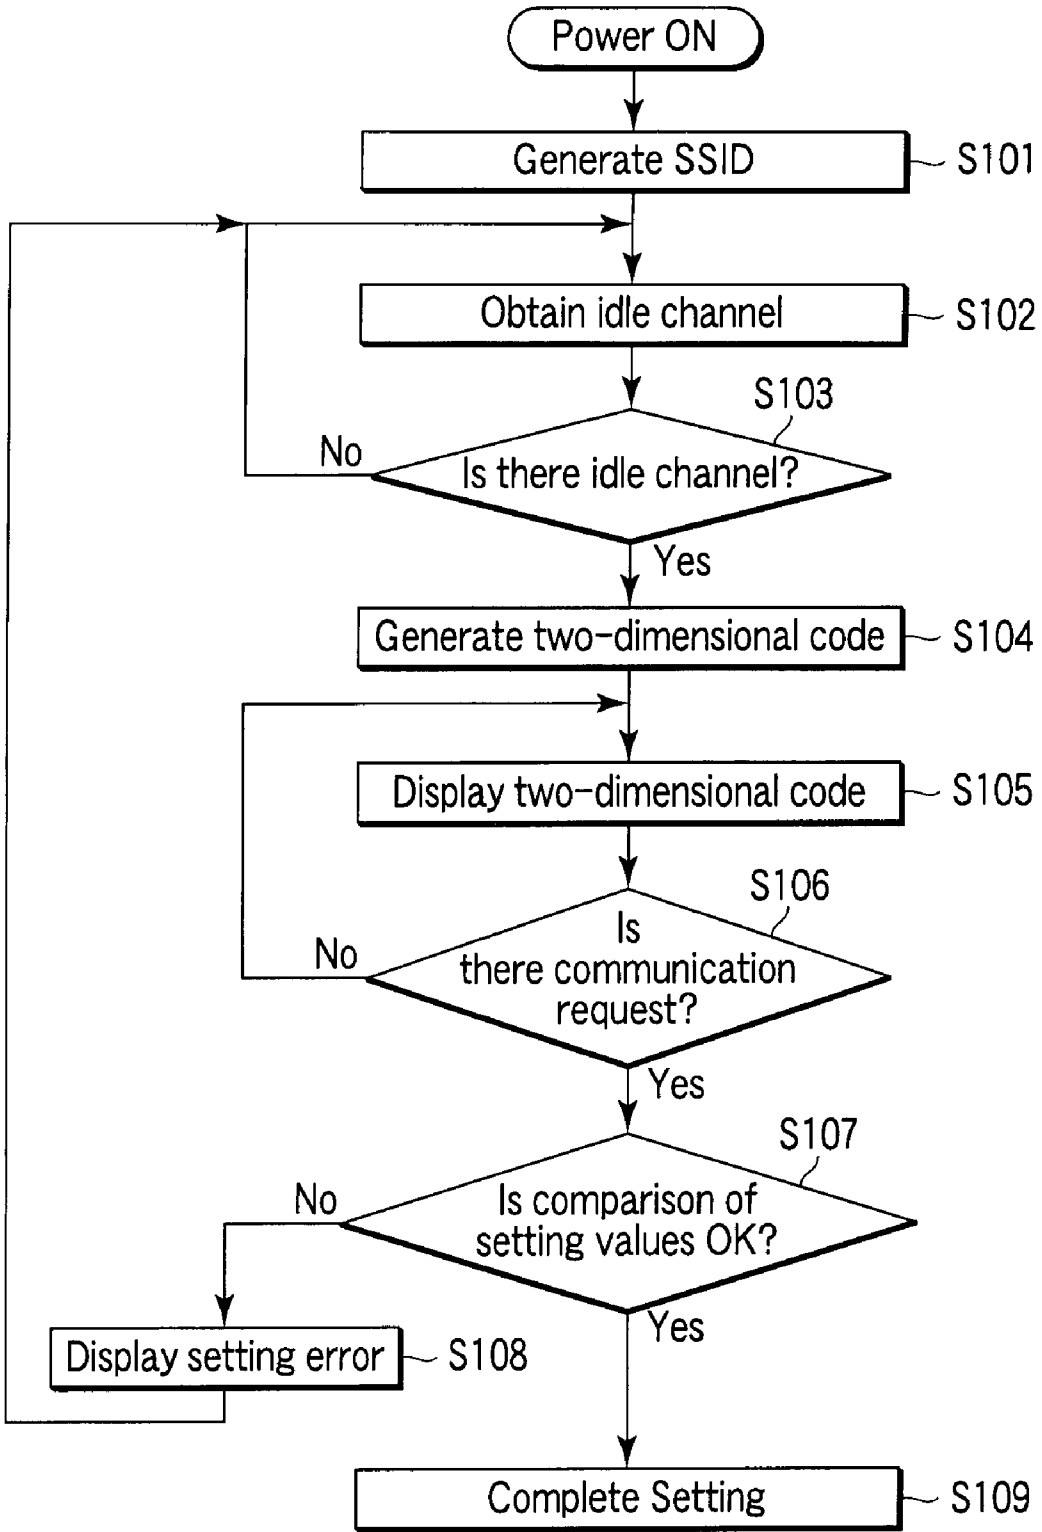 Power ON
Generate SSID
S101
Obtain idle channel
S102
S103
No
Is there idle channel?
Yes
Generate two-dimensional code
S104
Display two-dimensional code
S105
S106
Is
No
there communication
request?
Yes
S107
No
Is comparison of
setting values OK?
Yes
Display setting error
S108
Complete Setting
S109